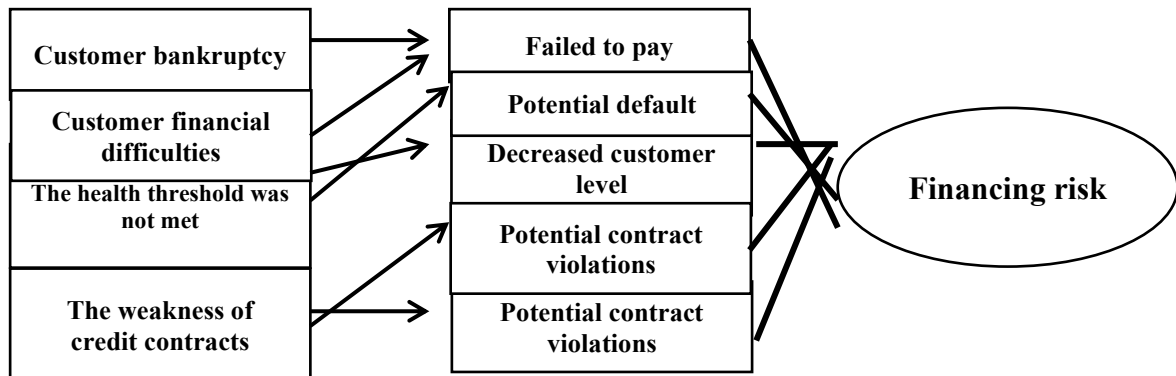 Customer bankruptcy
Customer financial
difficulties
The health threshold was
not met
The weakness of
credit contracts
Failed to pay
Potential default
Decreased customer
level
Potential contract
violations
Potential contract
violations
Financing risk